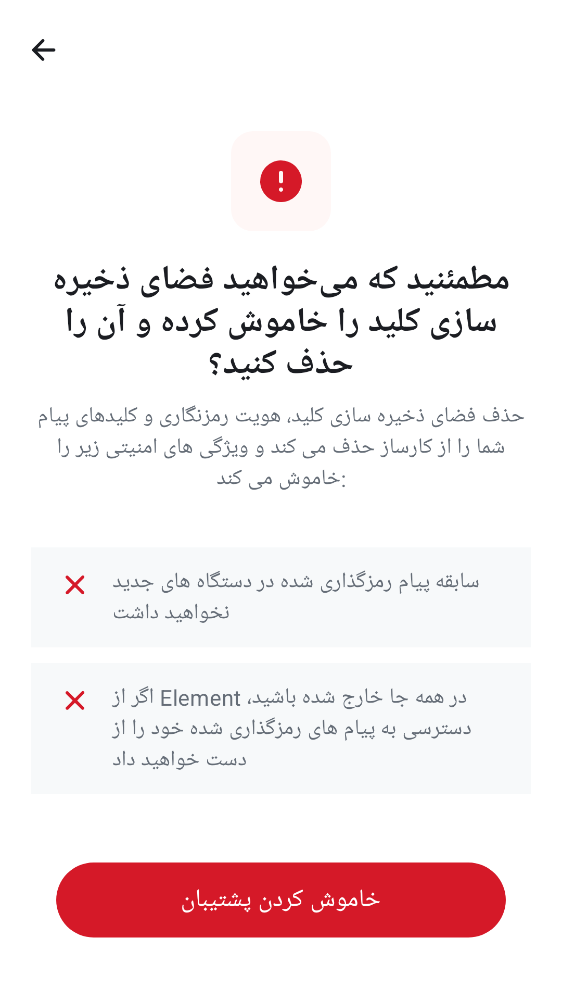 مطمئنید که می‌خواهید فضای ذخیره
سازی کلید را خاموش کرده و آن را
حذف کنید؟
حذف فضای ذخیره سازی کلید، هویت رمزنگاری و کلیدهای پیام
شما را از کارساز حذف می کند و ویژگی های امنیتی زیر را
خاموش می کند:
سابقه پیام رمزگذاری شده در دستگاه های جدید
نخواهید داشت
اگر از Element در همه جا خارج شده باشید،
دسترسی به پیام های رمزگذاری شده خود را از
دست خواهید داد
خاموش کردن پشتیبان